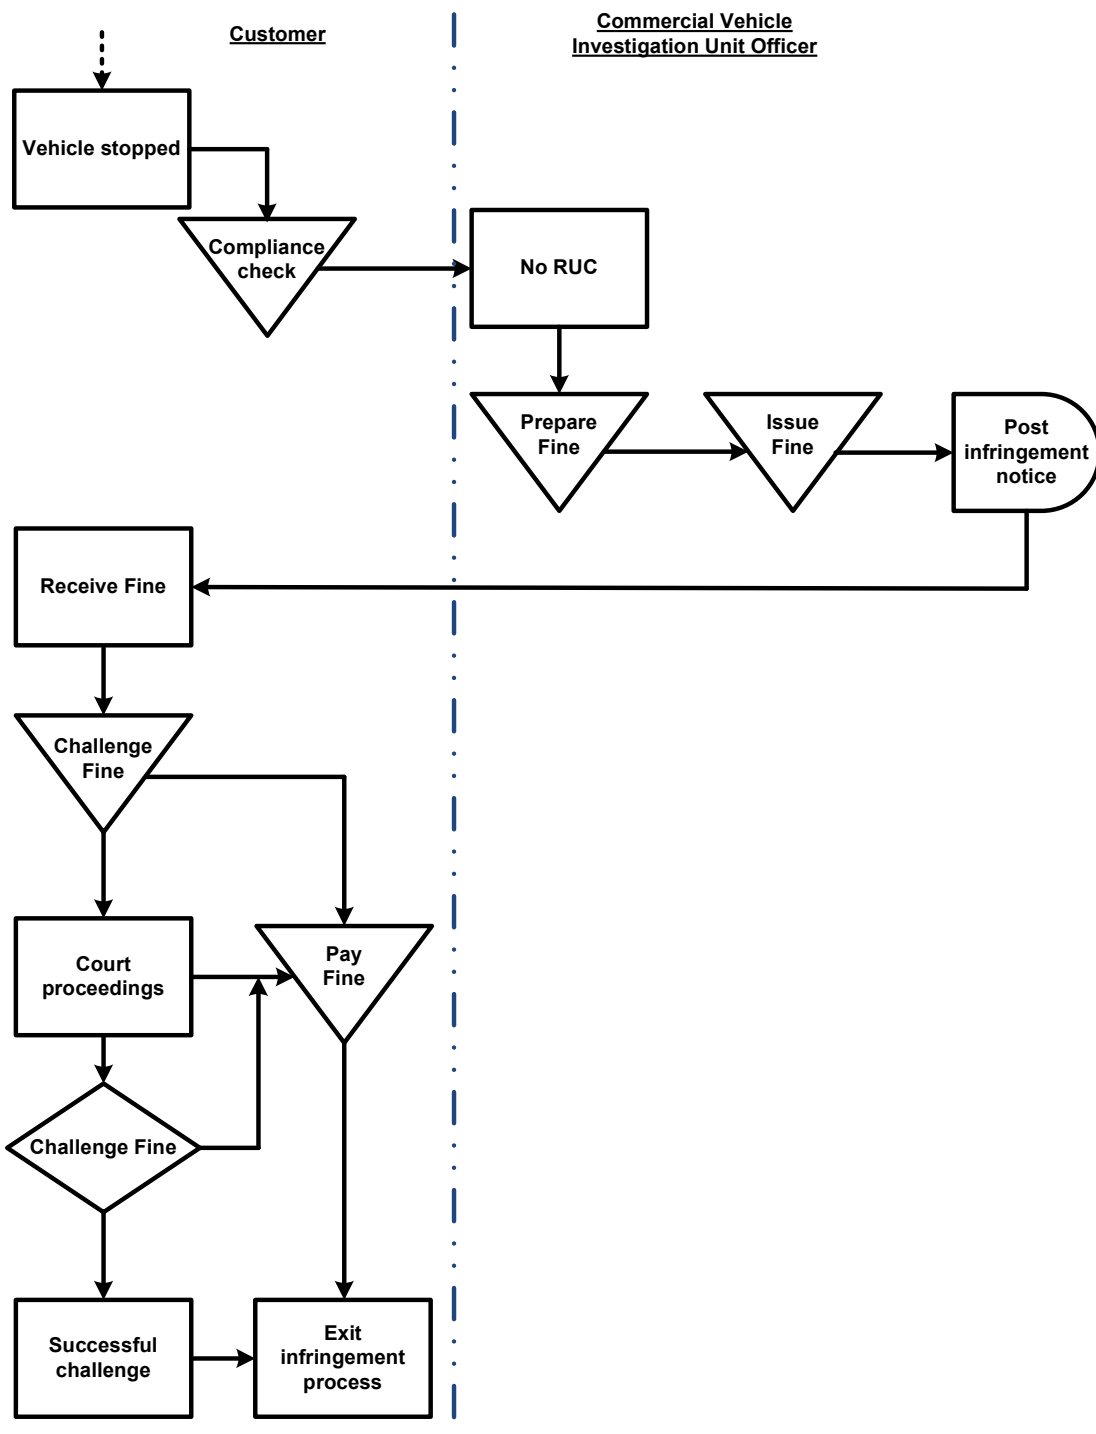 Customer
Commercial Vehicle
Investigation Unit Officer
Vehicle stopped
Compliance
check
No RUC
Prepare
Fine
Issue
Fine
Post
infringement
notice
Receive Fine
Challenge
Fine
Court
proceedings
Pay
Fine
Challenge Fine
Successful
challenge
Exit
infringement
process